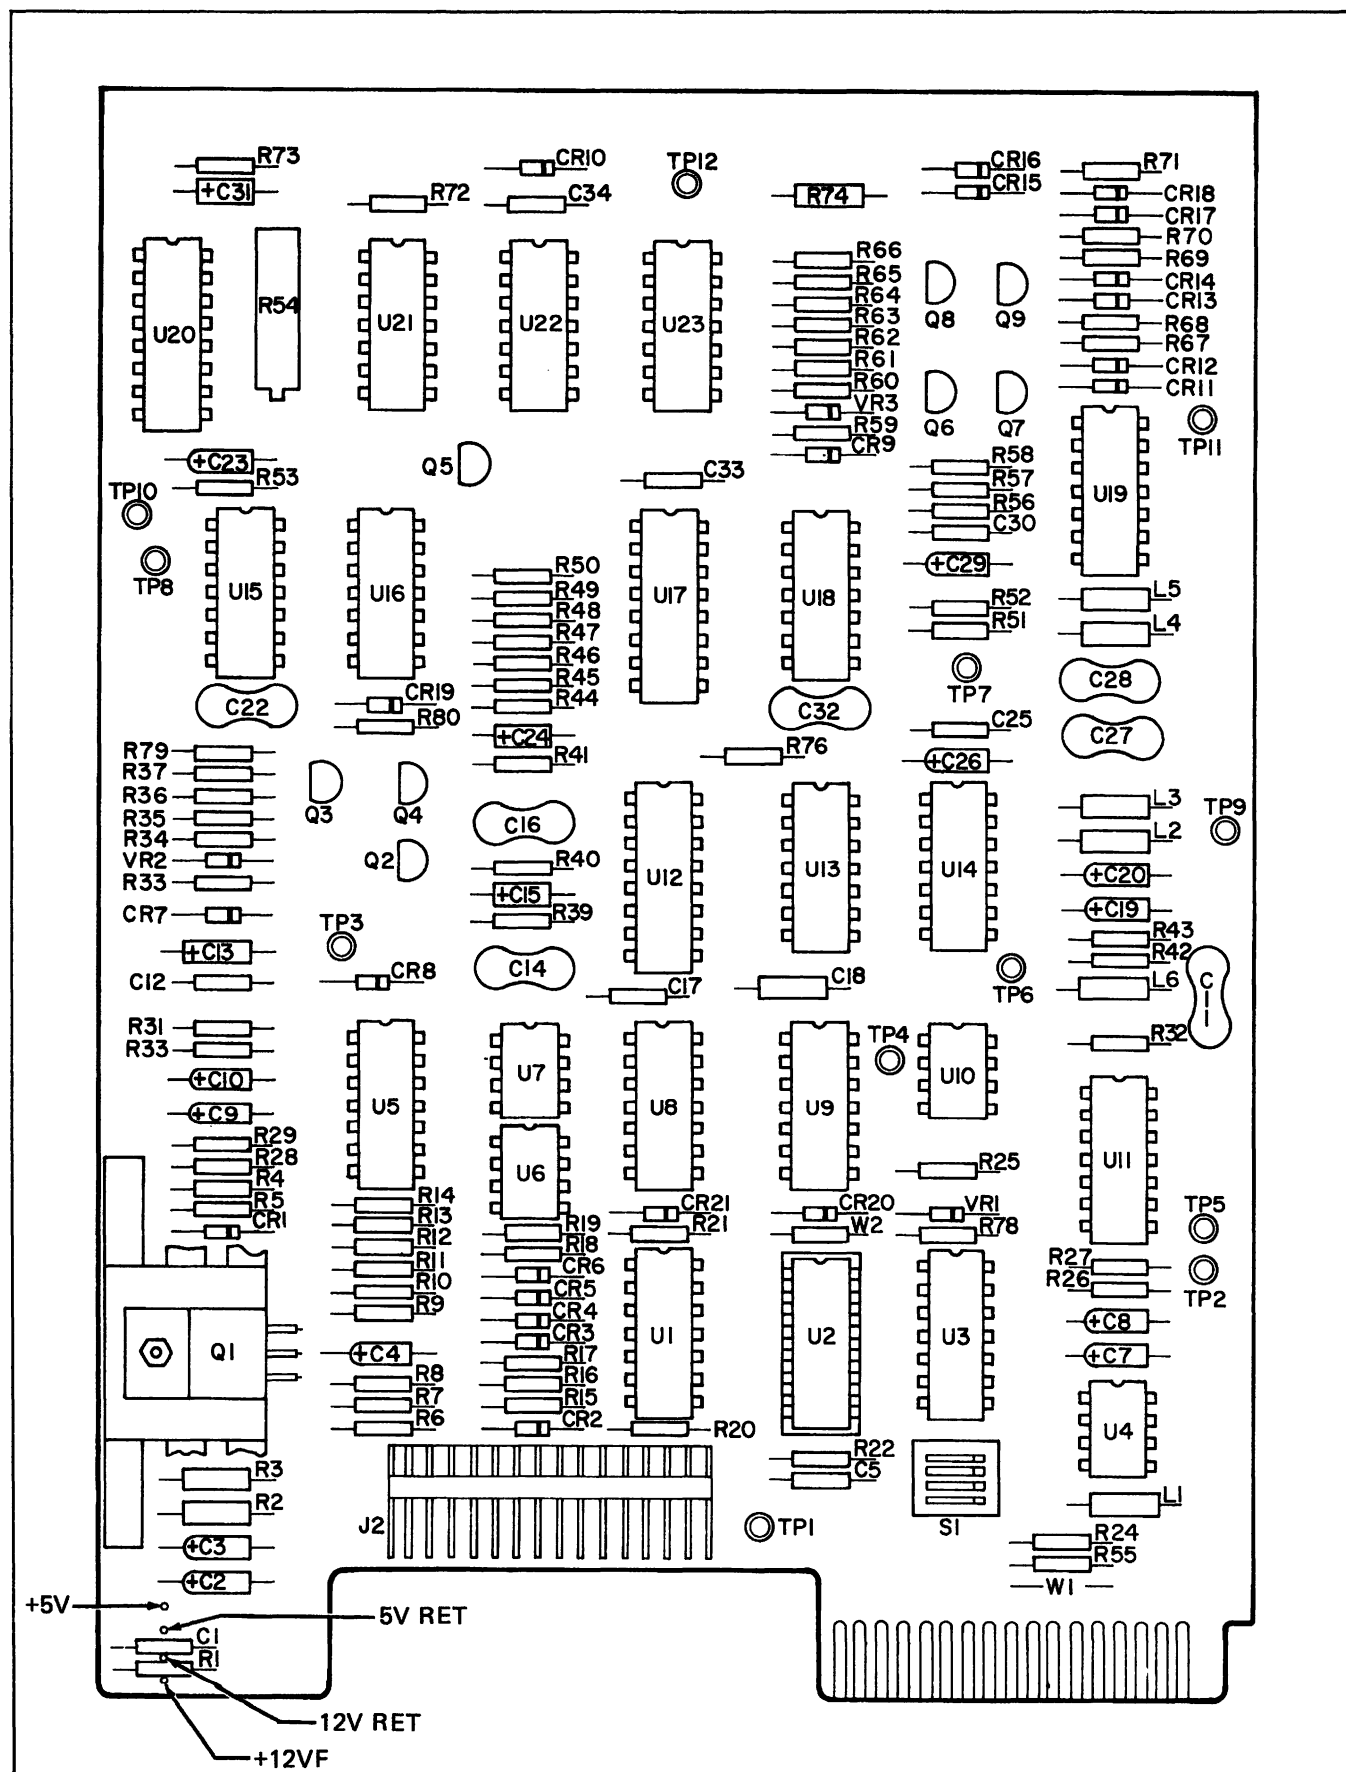 R73
+C31
CR10
TP12
CR16
CR15
R71
CR18
CR17
R70
R69
CR14
CR13
R68
R67
CR12
CR11
R72
C34
R74
U20
R54
U21
U22
U23
R66
R65
R64
R63
R62
R61
R60
VR3
R59
CR9
Q8
Q9
Q6
Q7
TP11
U19
+C23
R53
Q5
C33
R58
R57
R56
C30
+C29
R52
R51
TP10
TP8
U15
U16
R50
R49
R48
R47
R46
R45
R44
+C24
R41
U17
U18
L5
L4
TP7
C28
C27
C22
CR19
R80
C32
C25
+C26
R76
R79
R37
R36
R35
R34
VR2
R33
CR7
+C13
C12
R31
R33
+C10
+C9
R29
R28
R4
R5
CR1
Q3
Q4
Q2
C16
R40
+C15
R39
C14
U12
U13
U14
L3
L2
TP9
+C20
+C19
R43
R42
L6
C11
R32
TP3
CR8
C17
C18
TP6
TP4
U5
U7
U6
U8
U9
U10
U11
R25
TP5
TP2
R14
R13
R12
R11
R10
R9
+C4
R8
R7
R6
R19
R18
CR6
CR5
CR4
CR3
R17
R16
R15
CR2
CR21
R21
CR20
W2
VR1
R78
R27
R26
+C8
+C7
Q1
U1
U2
U3
U4
R20
R22
C5
R3
R2
+C3
+C2
J2
TP1
S1
L1
R24
R55
W1
+5V
5V RET
C1
R1
12V RET
+12VF